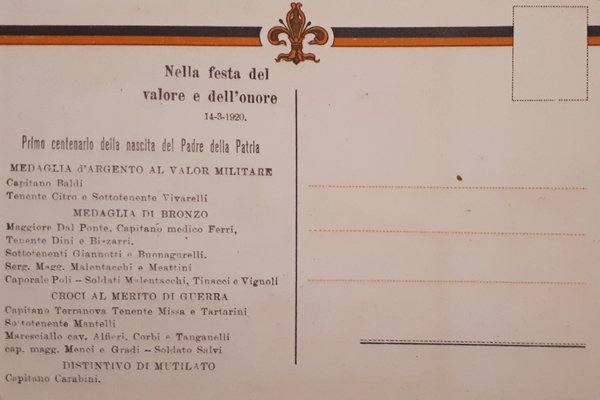 Nella festa del
valore e dell'onore
14-3-1920.
Primo centenario della nascita del Padre della Patria
MEDAGLIA d'ARGENTO AL VALOR MILITARE
Capitano Baldi
Tenente Citro e Sottotenente Vivarelli
MEDAGLIA DI BRONZO
Maggiore Dal Ponte, Capitano medico Ferri,
Tenente Dini e Bizzarri.
Sottotenenti Giannotti e Buonagurelli.
Serg. Magg. Malentacchi e Meattini
Caporale Poli – Soldati Malentacchi, Tinacci e Vignoli
CROCI AL MERITO DI GUERRA
Capitano Terranova Tenente Missa e Tartarini
Sottotenente Mantelli
Maresciallo cav. Alfieri, Corbi e Tanganelli
cap. magg. Menci e Gradi – Soldato Salvi
DISTINTIVO DI MUTILATO
Capitano Carabini.